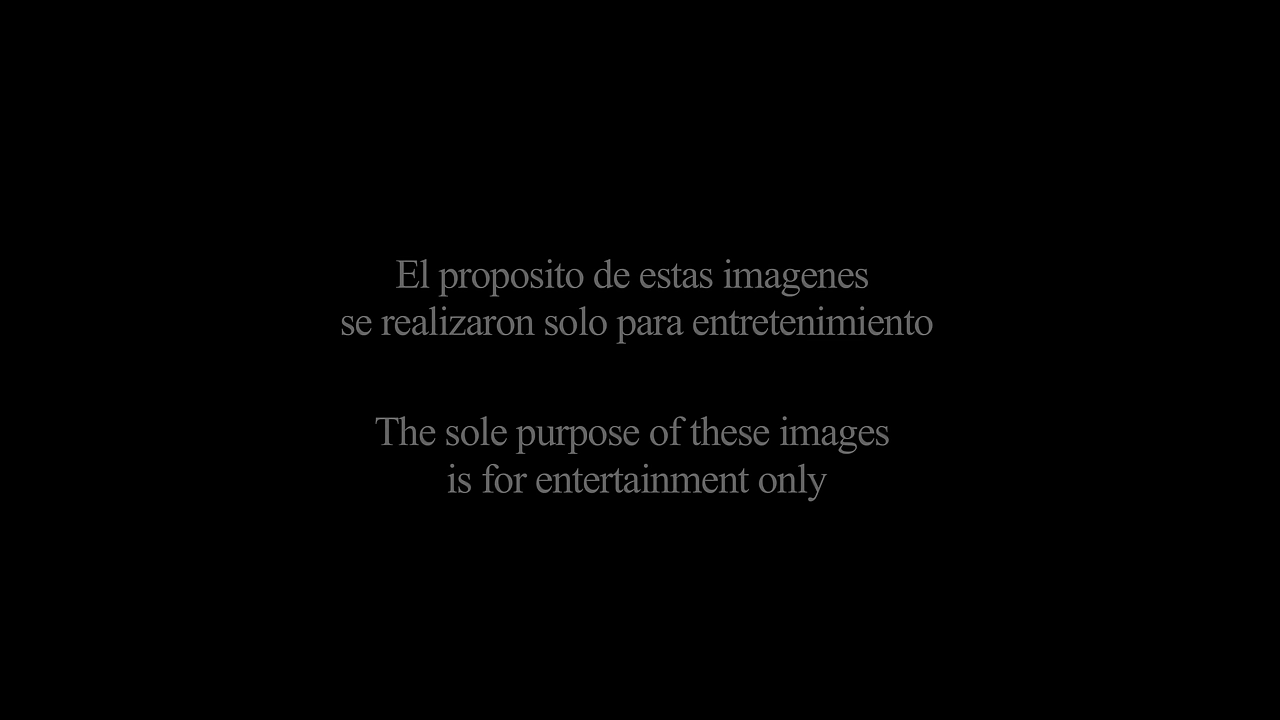 El proposito de estas imagenes
se realizaron solo para entretenimiento
The sole purpose of these images
is for entertainment only